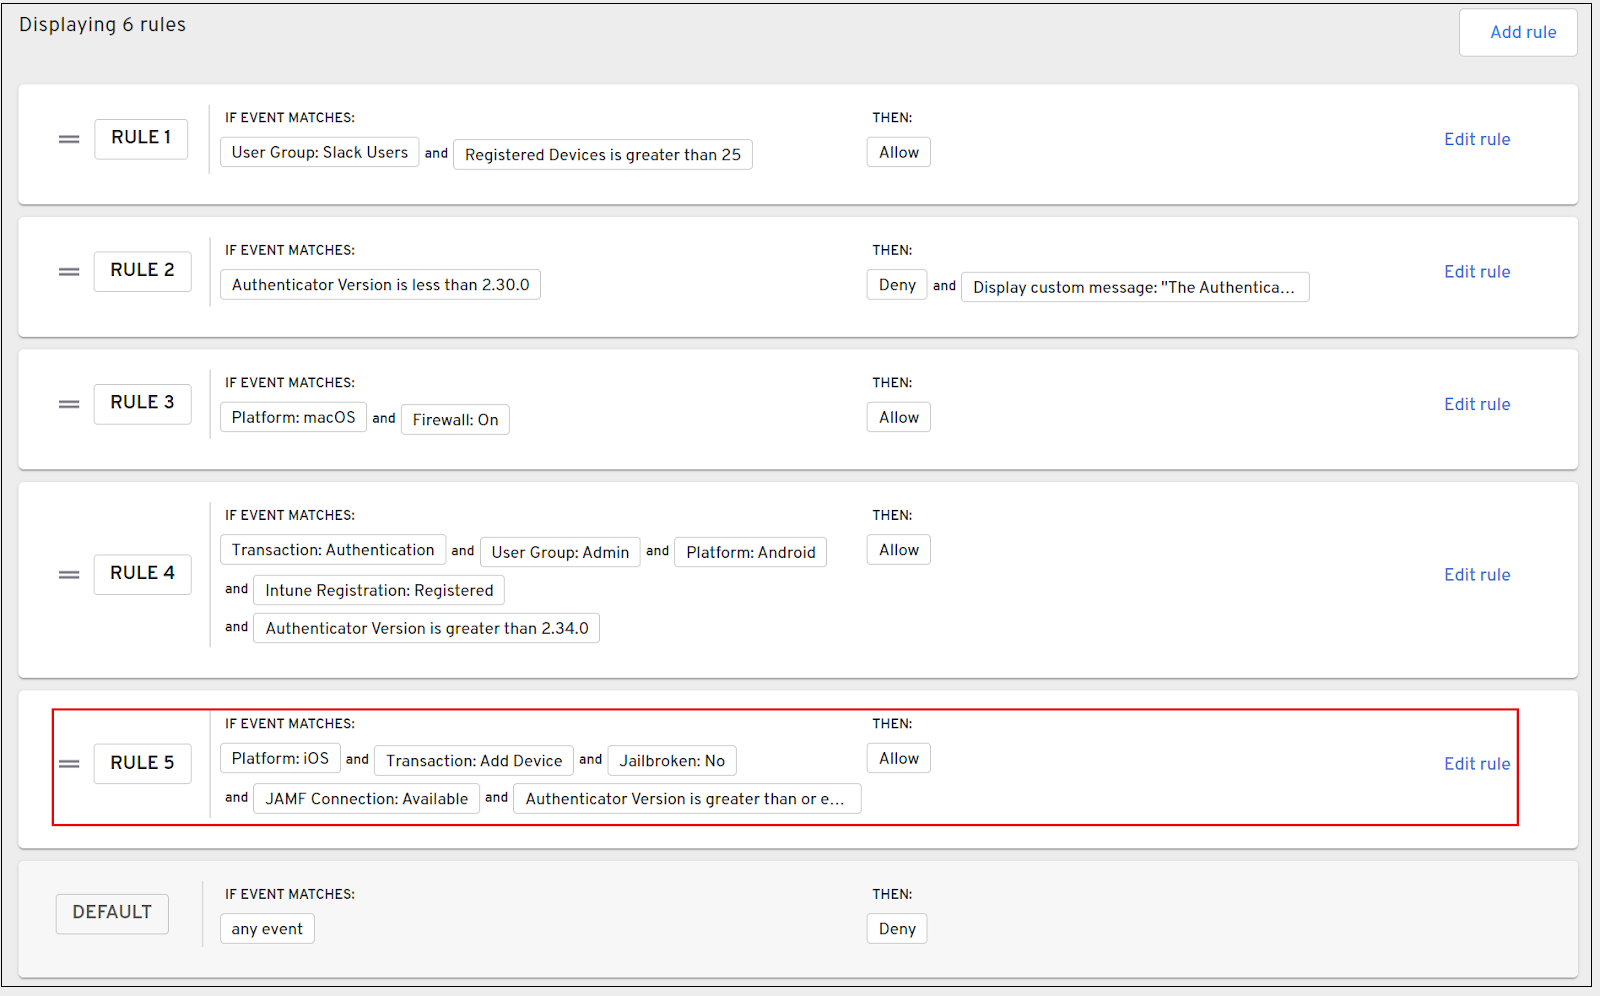 Displaying 6 rules
Add rule
IF EVENT MATCHES: THEN:
RULE 1 User Group: Slack Users and Registered Devices is greater than 25 Allow Edit rule
IF EVENT MATCHES: THEN:
RULE 2 Authenticator Version is less than 2.30.0 Deny and Display custom message: "The Authentica... Edit rule
IF EVENT MATCHES: THEN:
RULE 3 Platform: macOS and Firewall: On Allow Edit rule
IF EVENT MATCHES: THEN:
Transaction: Authentication and User Group: Admin and Platform: Android Allow
RULE 4 and Intune Registration: Registered Edit rule
and Authenticator Version is greater than 2.34.0
IF EVENT MATCHES: THEN:
RULE 5 Platform: iOS and Transaction: Add Device and Jailbroken: No Allow Edit rule
and JAMF Connection: Available and Authenticator Version is greater than or e...
IF EVENT MATCHES: THEN:
DEFAULT any event Deny